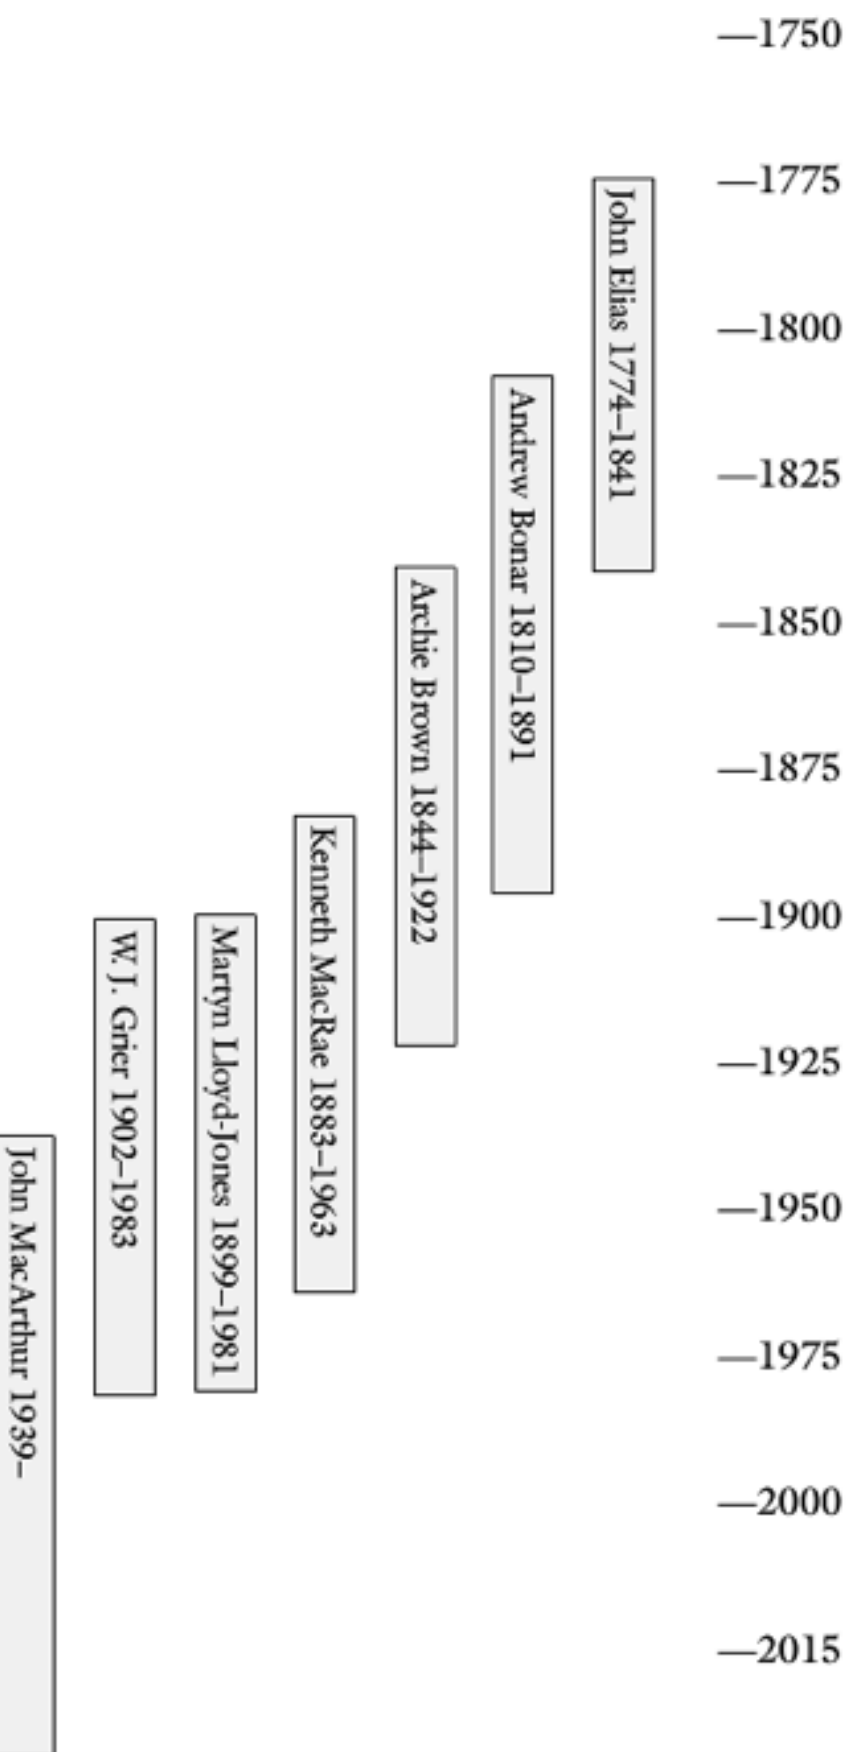 —1750
—1775
—1800
—1825
—1850
—1875
—1900
—1925
—1950
—1975
—2000
—2015
John Elias 1774–1841
Andrew Bonar 1810–1891
Archie Brown 1844–1922
Kenneth MacRae 1883–1963
Martyn Lloyd-Jones 1899–1981
W. J. Grier 1902–1983
John MacArthur 1939–